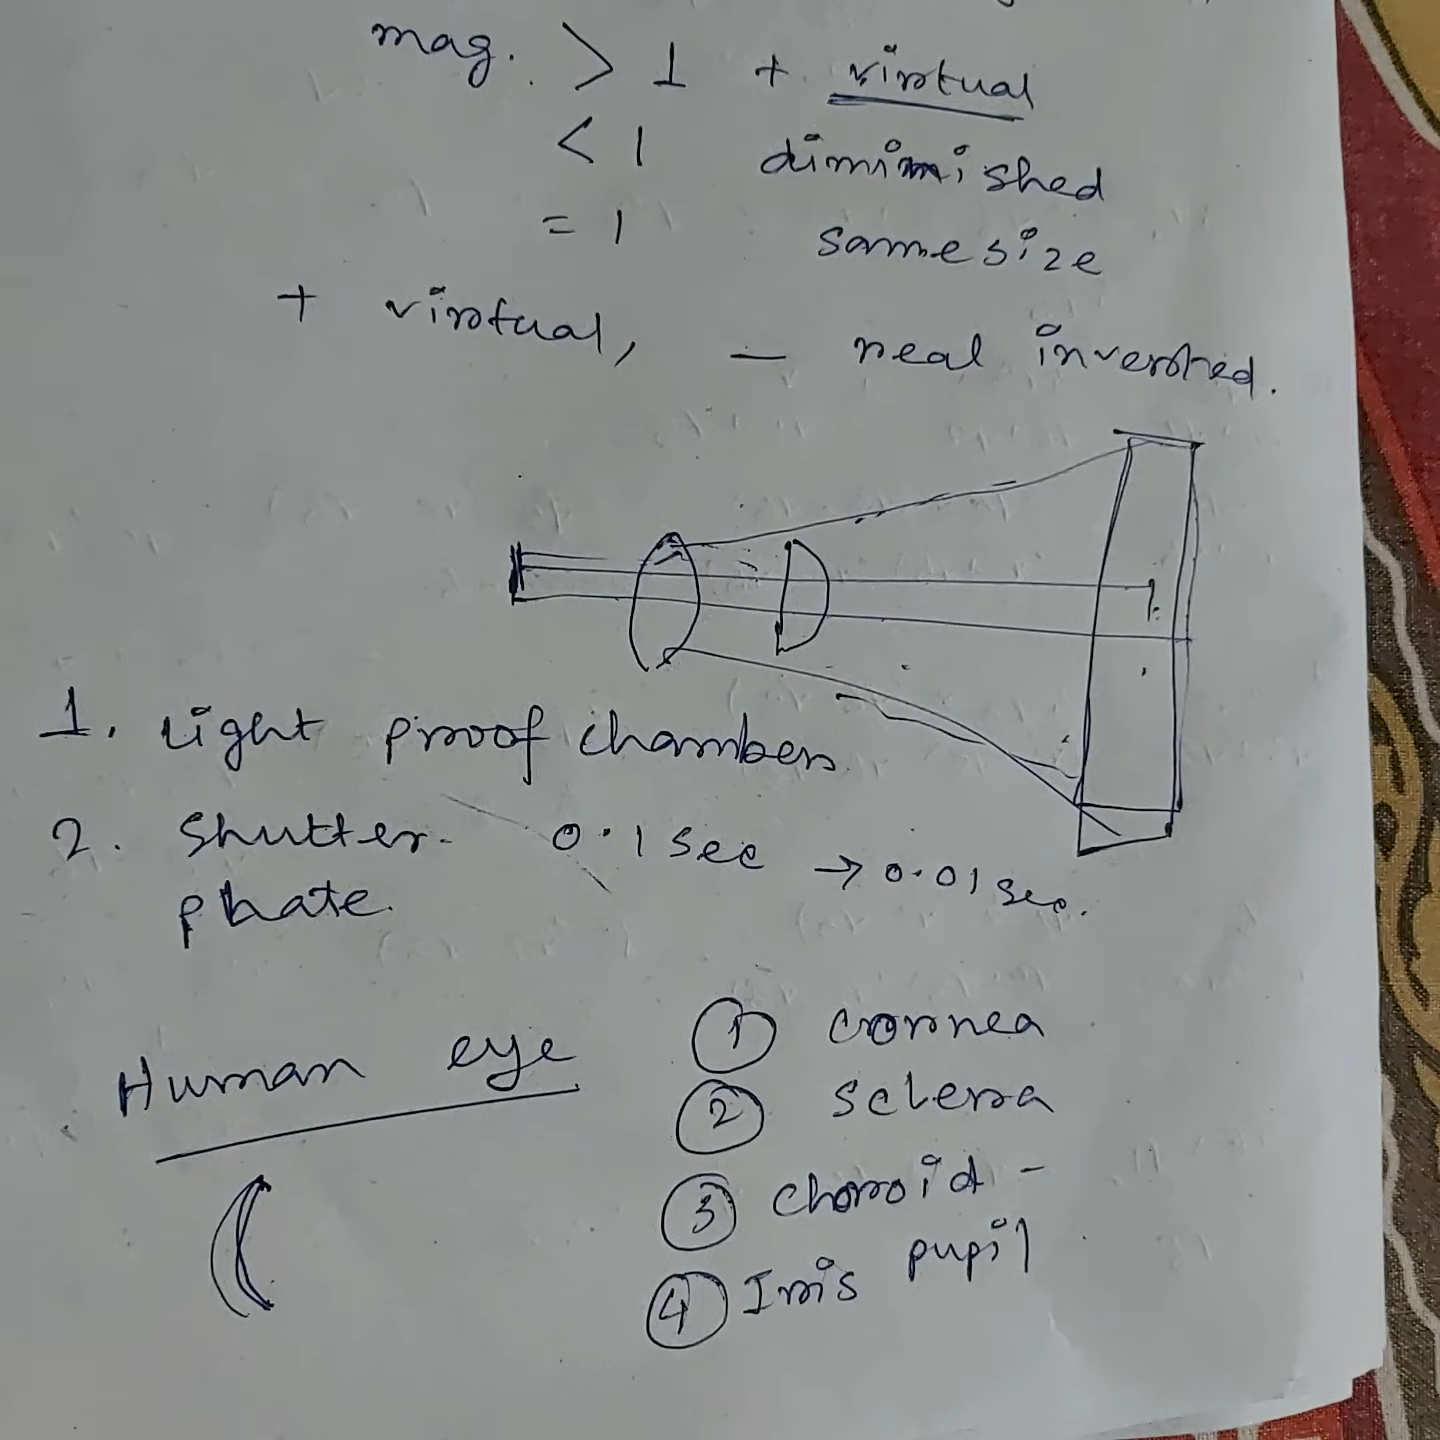 mag. > 1 + virtual
< 1 diminished
= 1 same size
+ virtual, - real inverted.
1. Light proof chamber
2. Shutter. 0.1 sec → 0.01 sec.
plate.
Human eye
1 cornea
2 sclera
3 choroid -
4 Iris pupil